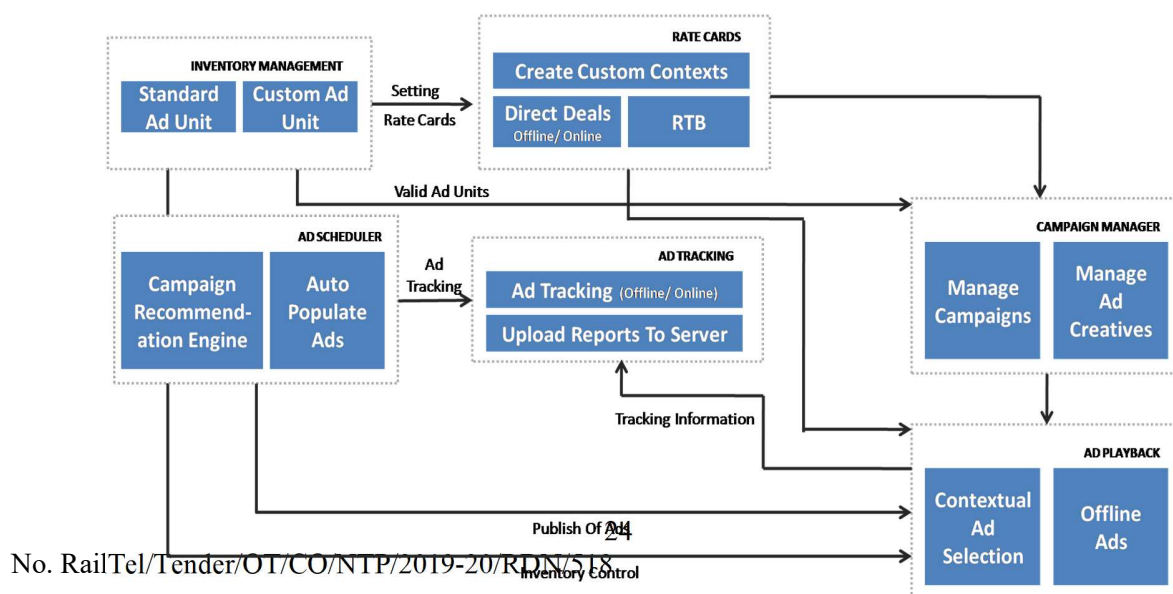 RATE CARDS
Create Custom Contexts
Direct Deals
Offline/ Online
RTB
INVENTORY MANAGEMENT
Standard
Ad Unit
Custom Ad
Unit
Setting
Rate Cards
Valid Ad Units
CAMPAIGN MANAGER
Manage
Campaigns
Manage
Ad
Creatives
AD SCHEDULER
Campaign
Recommend-
ation Engine
Auto
Populate
Ads
Ad
Tracking
AD TRACKING
Ad Tracking (Offline/ Online)
Upload Reports To Server
Tracking Information
AD PLAYBACK
Contextual
Ad
Selection
Offline
Ads
Publish Of Ads
24
No. RailTel/Tender/OT/CO/NTP/2019-20/RDN/518
Inventory Control